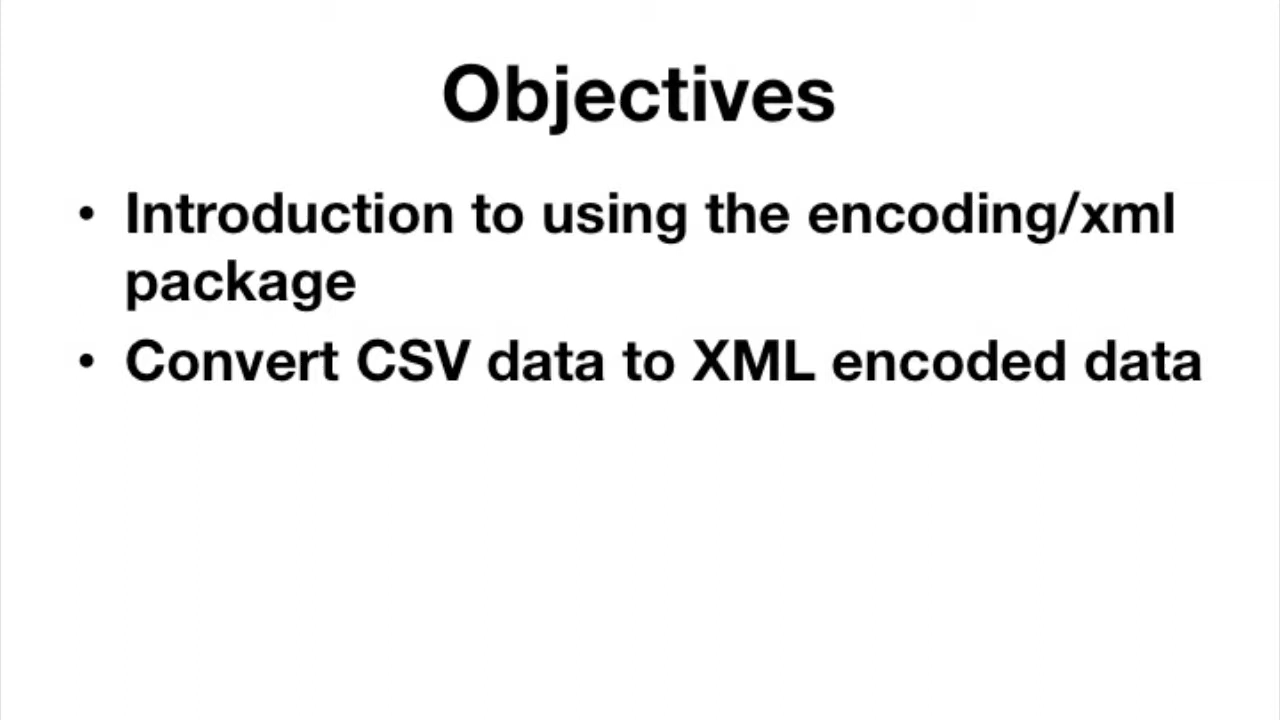 Objectives
• Introduction to using the encoding/xml
package
• Convert CSV data to XML encoded data